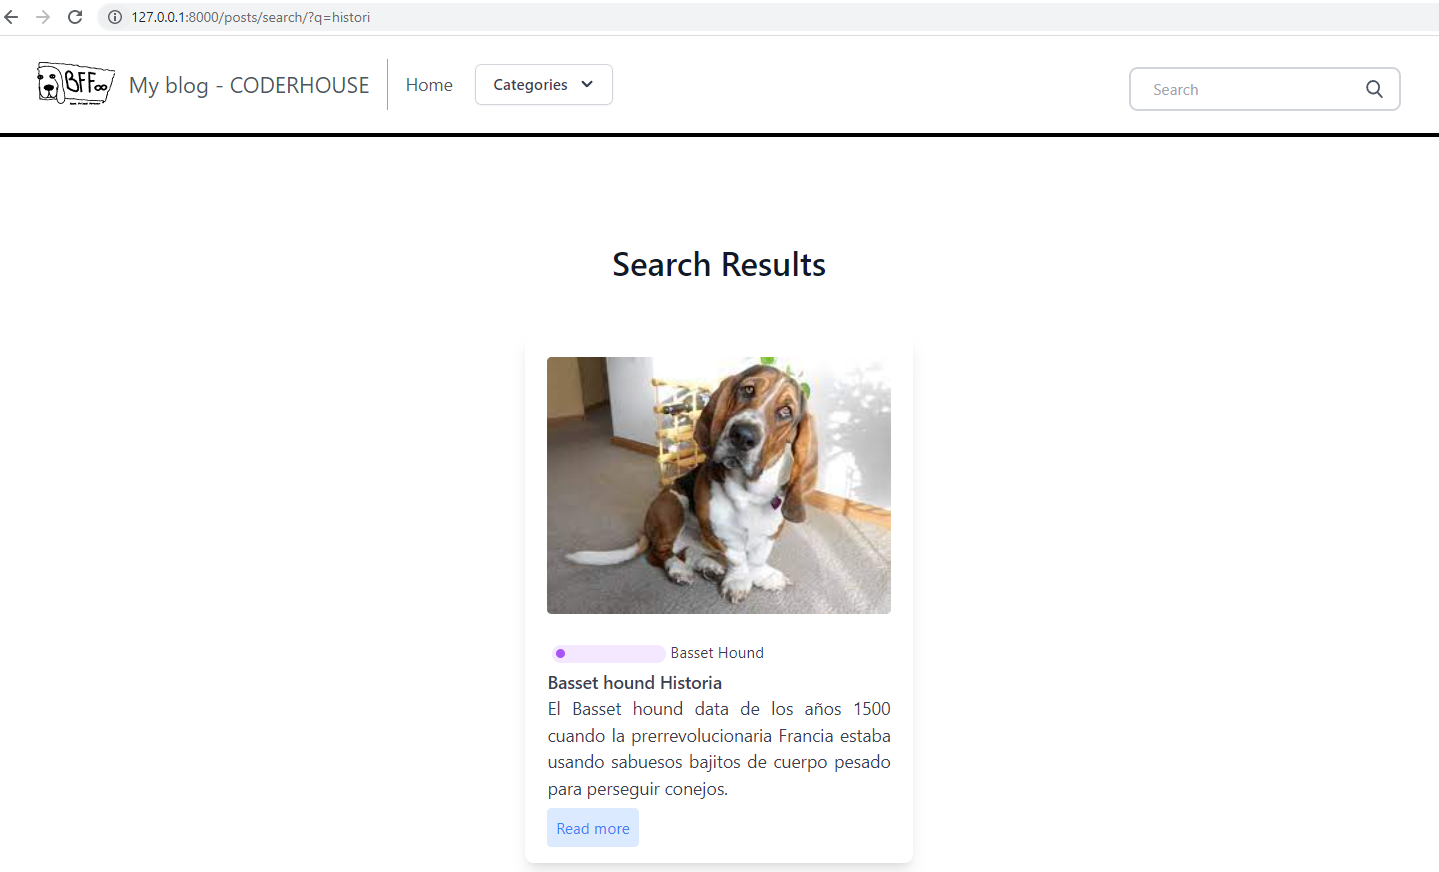 127.0.0.1:8000/posts/search/?q=histori
BFF
My blog - CODERHOUSE
Home
Categories
Search
Search Results
Basset Hound
Basset hound Historia
El Basset hound data de los años 1500
cuando la prerrevolucionaria Francia estaba
usando sabuesos bajitos de cuerpo pesado
para perseguir conejos.
Read more